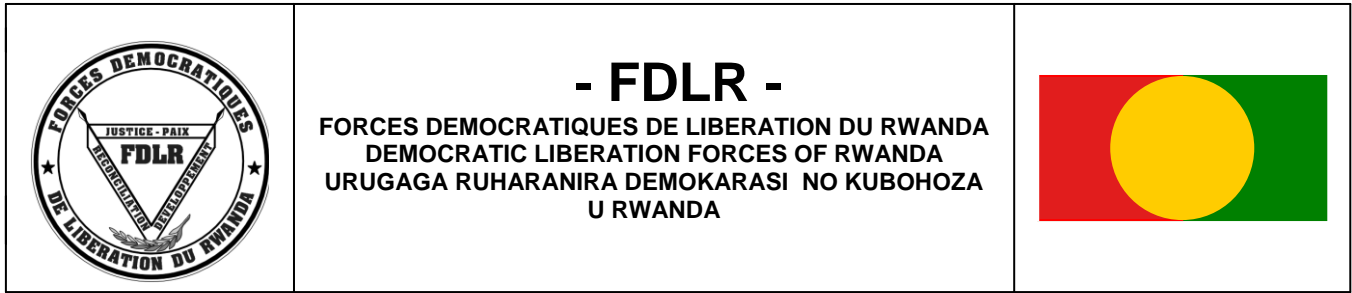 FORCES DEMOCRATIQUES
DE LIBERATION DU RWANDA
JUSTICE - PAIX
FDLR
RECONCILIATION
DEVELOPPEMENT
- FDLR -
FORCES DEMOCRATIQUES DE LIBERATION DU RWANDA
DEMOCRATIC LIBERATION FORCES OF RWANDA
URUGAGA RUHARANIRA DEMOKARASI NO KUBOHOZA
U RWANDA